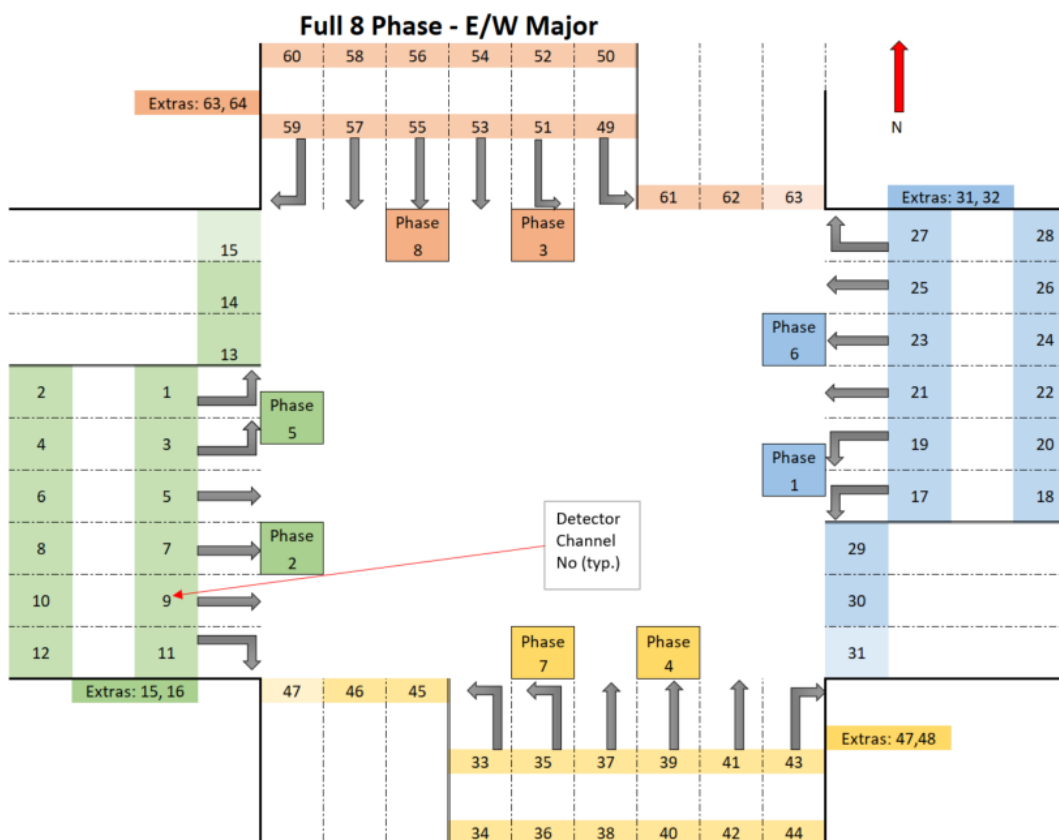 Full 8 Phase - E/W Major
60 58 56 54 52 50
Extras: 63, 64
N
59 57 55 53 51 49
61 62 63
Extras: 31, 32
Phase
8
Phase
3
27 28
15
25 26
14
Phase
6
23 24
13
2 1
21 22
Phase
5
4 3
19 20
Phase
1
6 5
17 18
Detector
Channel
No (typ.)
Phase
2
8 7
29
10 9
30
12 11
31
Phase
7
Phase
4
Extras: 15, 16
47 46 45
Extras: 47,48
33 35 37 39 41 43
34 36 38 40 42 44